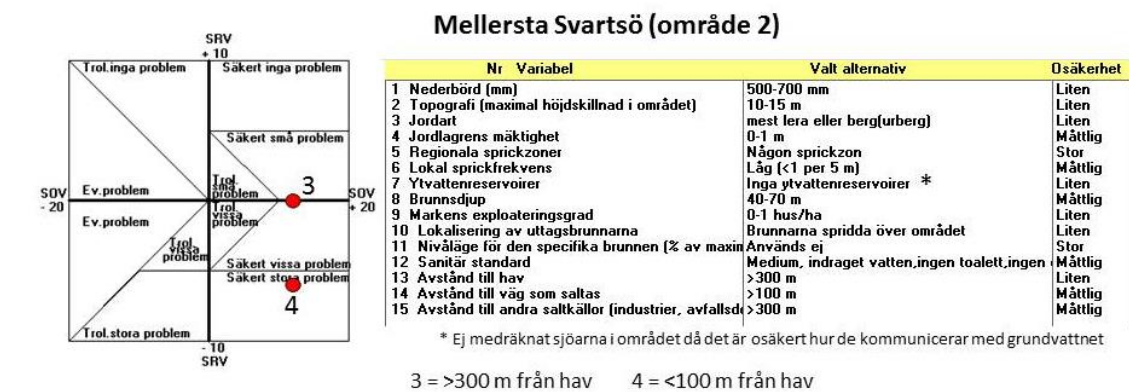 Mellersta Svartsö (område 2)
SRV
+ 10
Trol.inga problem
Säkert inga problem
Säkert små problem
Trol.
små
problem
3
SOV
- 20
Ev.problem
SOV
+ 20
Ev.problem
Trol.
vissa
problem
Trol.
vissa
problem
Säkert vissa problem
Säkert stora problem
4
Trol.stora problem
- 10
SRV
Nr Variabel Valt alternativ Osäkerhet
1 Nederbörd (mm) 500-700 mm Liten
2 Topografi (maximal höjdskillnad i området) 10-15 m Liten
3 Jordart mest lera eller berg(urberg) Liten
4 Jordlagrens mäktighet 0-1 m Måttlig
5 Regionala sprickzoner Någon sprickzon Stor
6 Lokal sprickfrekvens Låg (<1 per 5 m) Måttlig
7 Ytvattenreservoirer Inga ytvattenreservoirer * Liten
8 Brunnsdjup 40-70 m Måttlig
9 Markens exploateringsgrad 0-1 hus/ha Liten
10 Lokalisering av uttagsbrunnarna Brunnarna spridda över området Liten
11 Nivåläge för den specifika brunnen (% av maxin Används ej Stor
12 Sanitär standard Medium, indraget vatten,ingen toalett,ingen Måttlig
13 Avstånd till hav >300 m Liten
14 Avstånd till väg som saltas >100 m Måttlig
15 Avstånd till andra saltkällor (industrier, avfallsde >300 m Måttlig
* Ej medräknat sjöarna i området då det är osäkert hur de kommunicerar med grundvattnet
3 = >300 m från hav 4 = <100 m från hav